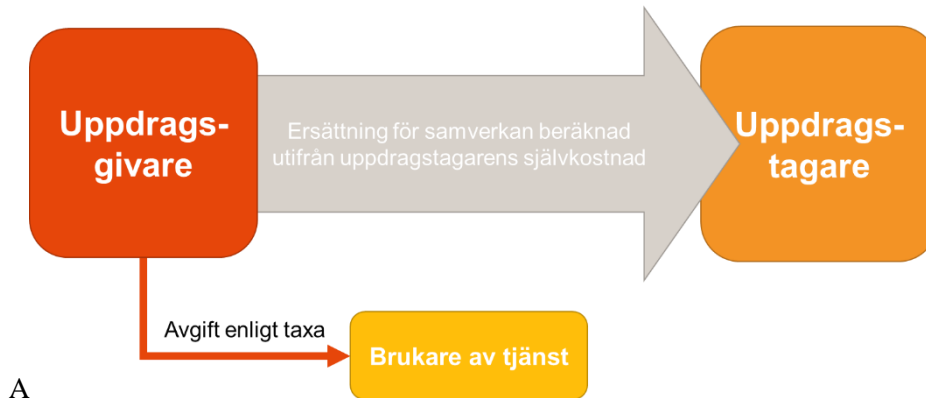 Uppdrags-
givare
Ersättning för samverkan beräknad
utifrån uppdragstagarens självkostnad
Uppdrags-
tagare
Avgift enligt taxa
Brukare av tjänst
A